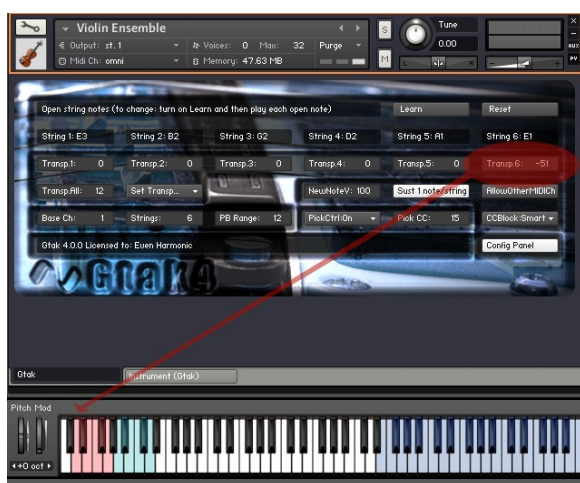 Violin Ensemble
Output: st.1 Voices: 0 Max: 32 Purge
Midi Ch: omni Memory: 47.63 MB
S
M
Tune
0.00
L R
- +
×
-
AUX
PV
Open string notes (to change: turn on Learn and then play each open note) Learn Reset
String 1: E3 String 2: B2 String 3: G2 String 4: D2 String 5: A1 String 6: E1
Transp.1: 0 Transp.2: 0 Transp.3: 0 Transp.4: 0 Transp.5: 0 Transp.6: -51
Transp.All: 12 Set Transp... NewNoteV: 100 Sust 1 note/string AllowOtherMIDICh
Base Ch: 1 Strings: 6 PB Range: 12 PickCtrl:On Pick CC: 15 CCBlock:Smart
Gtak 4.0.0 Licensed to: Even Harmonic Config Panel
Gtak4
Gtak Instrument (Gtak)
Pitch Mod
+0 oct